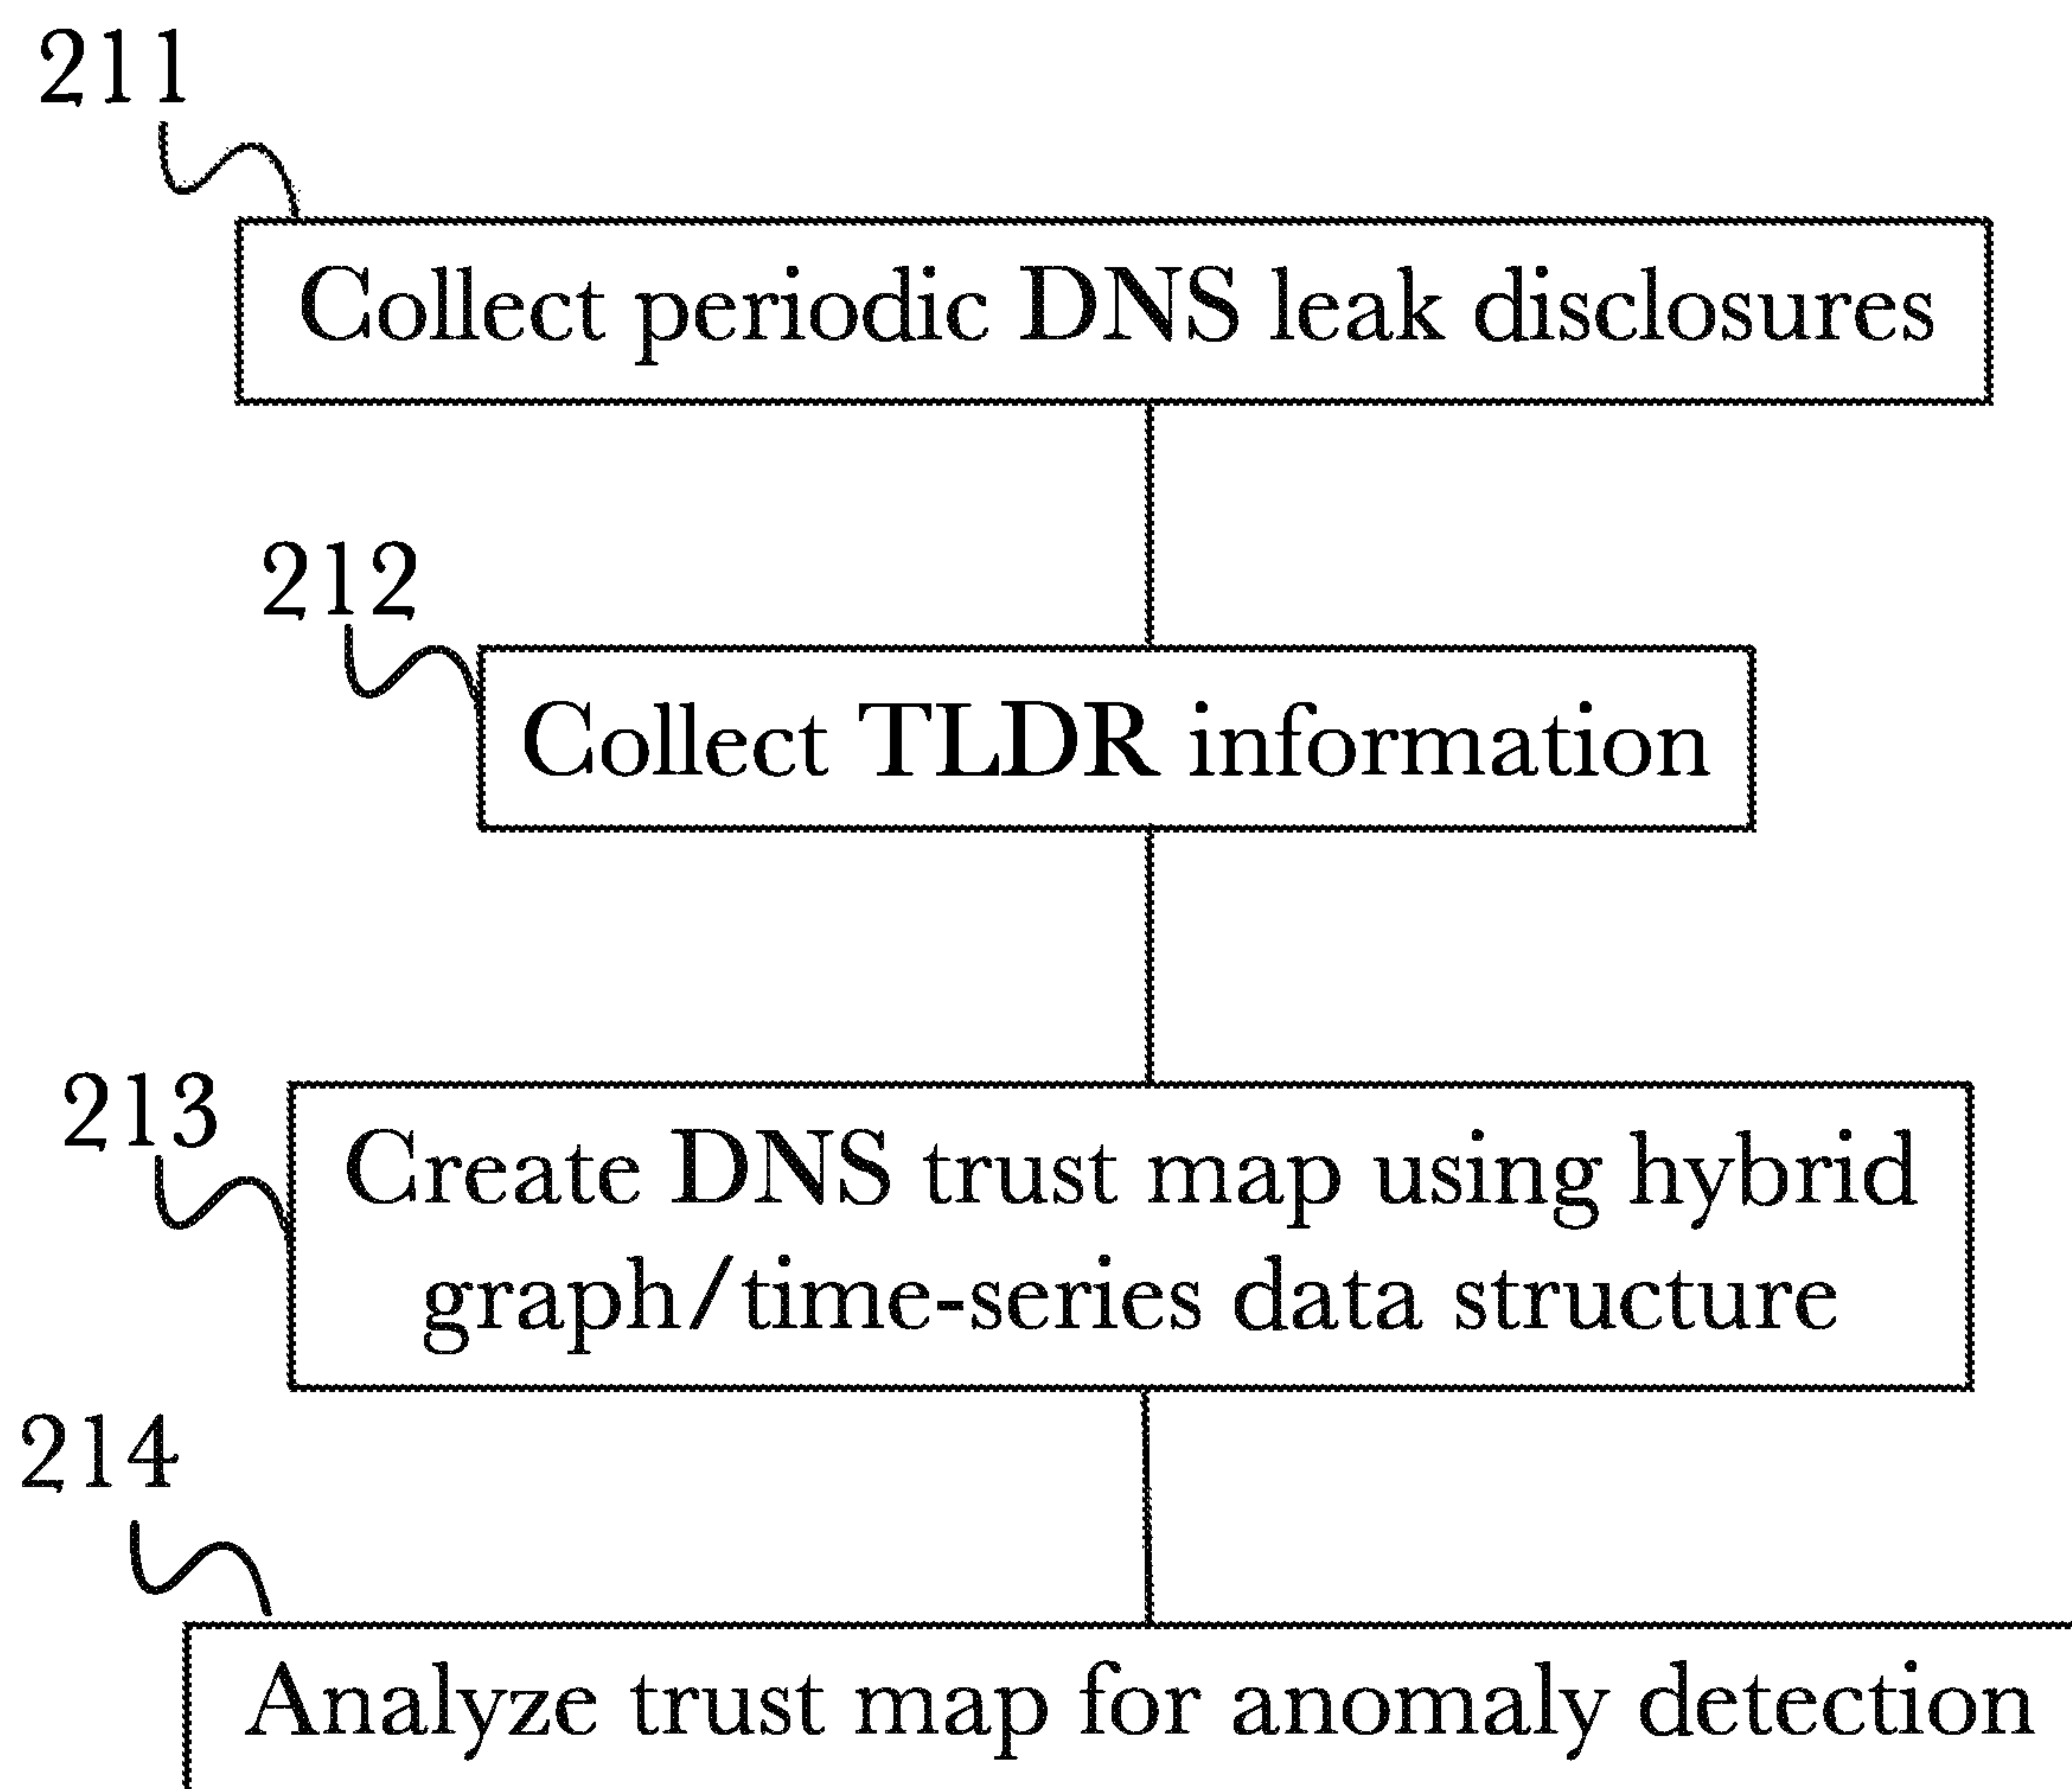 211
Collect periodic DNS leak disclosures
212
Collect TLDR information
213
Create DNS trust map using hybrid
graph/time-series data structure
214
Analyze trust map for anomaly detection